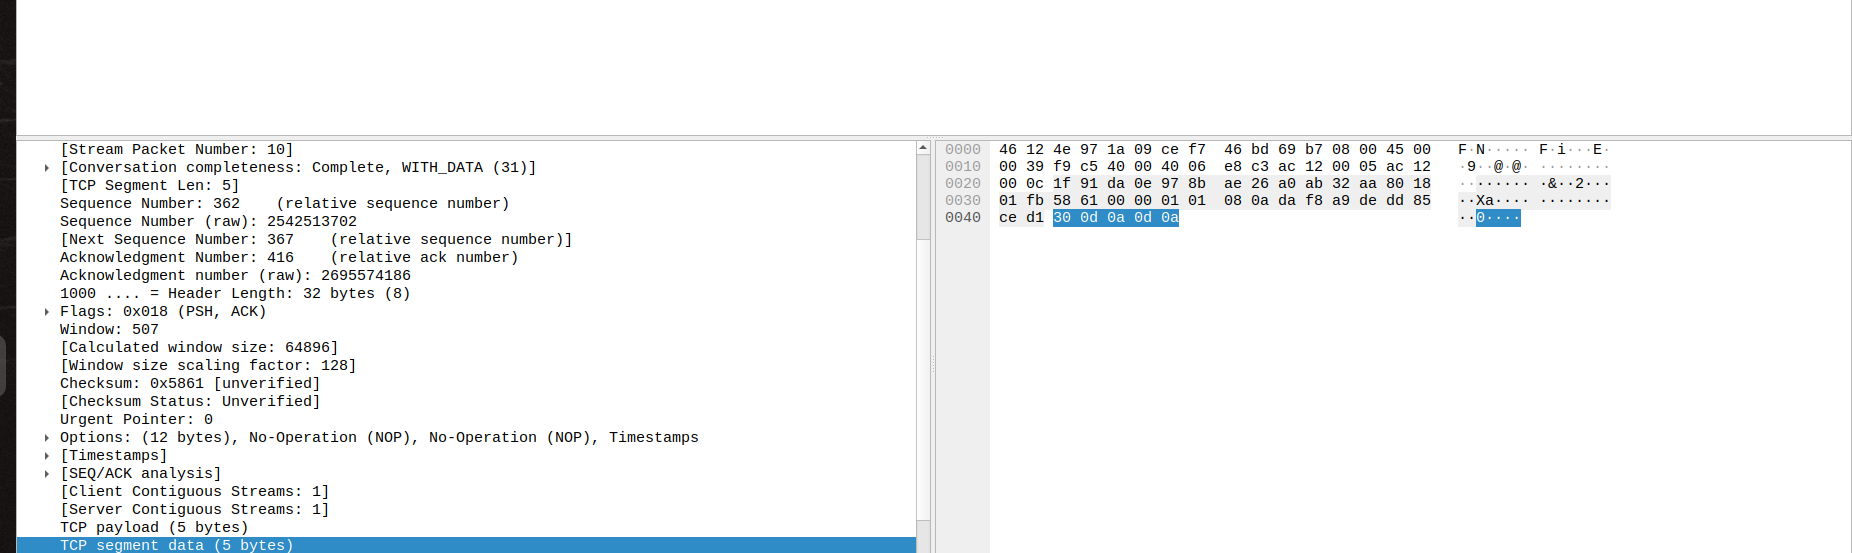 [Stream Packet Number: 10]
[Conversation completeness: Complete, WITH_DATA (31)]
[TCP Segment Len: 5]
Sequence Number: 362    (relative sequence number)
Sequence Number (raw): 2542513702
[Next Sequence Number: 367    (relative sequence number)]
Acknowledgment Number: 416    (relative ack number)
Acknowledgment number (raw): 2695574186
1000 .... = Header Length: 32 bytes (8)
Flags: 0x018 (PSH, ACK)
Window: 507
[Calculated window size: 64896]
[Window size scaling factor: 128]
Checksum: 0x5861 [unverified]
[Checksum Status: Unverified]
Urgent Pointer: 0
Options: (12 bytes), No-Operation (NOP), No-Operation (NOP), Timestamps
[Timestamps]
[SEQ/ACK analysis]
[Client Contiguous Streams: 1]
[Server Contiguous Streams: 1]
TCP payload (5 bytes)
TCP segment data (5 bytes)
0000  46 12 4e 97 1a 09 ce f7  46 bd 69 b7 08 00 45 00   F·N····· F·i···E·
0010  00 39 f9 c5 40 00 40 06  e8 c3 ac 12 00 05 ac 12   ·9··@·@· ········
0020  00 0c 1f 91 da 0e 97 8b  ae 26 a0 ab 32 aa 80 18   ········ ·&··2···
0030  01 fb 58 61 00 00 01 01  08 0a da f8 a9 de dd 85   ··Xa···· ········
0040  ce d1 30 0d 0a 0d 0a   ··0····